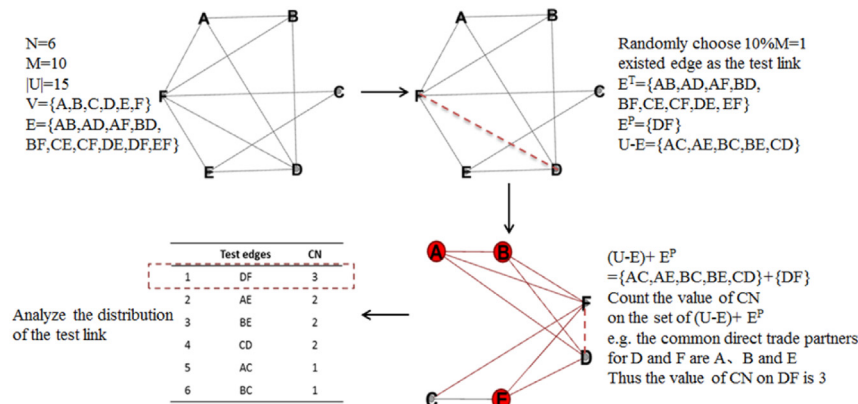 N=6
M=10
|U|=15
V={A,B,C,D,E,F}
E={AB,AD,AF,BD,
BF,CE,CF,DE,DF,EF}
A
B
C
D
E
F
A
B
C
D
E
F
Randomly choose 10%M=1
existed edge as the test link
Eᵀ={AB,AD,AF,BD,
BF,CE,CF,DE, EF}
Eᴾ={DF}
U-E={AC,AE,BC,BE,CD}
Analyze the distribution
of the test link
Test edges CN
1 DF 3
2 AE 2
3 BE 2
4 CD 2
5 AC 1
6 BC 1
A
B
F
D
C
E
(U-E)+ Eᴾ
={AC,AE,BC,BE,CD}+{DF}
Count the value of CN
on the set of (U-E)+ Eᴾ
e.g. the common direct trade partners
for D and F are A、B and E
Thus the value of CN on DF is 3